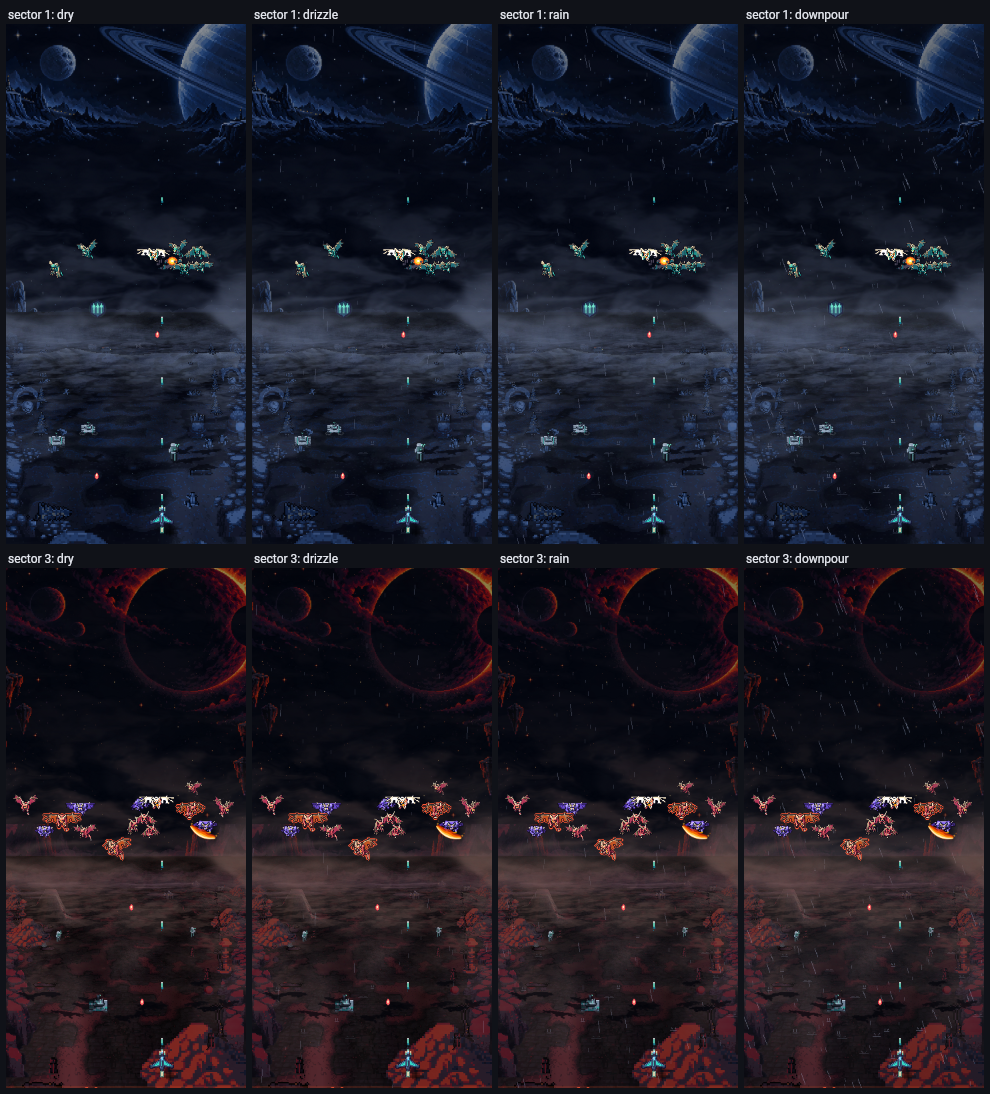 sector 1: dry
sector 1: drizzle
sector 1: rain
sector 1: downpour
sector 3: dry
sector 3: drizzle
sector 3: rain
sector 3: downpour